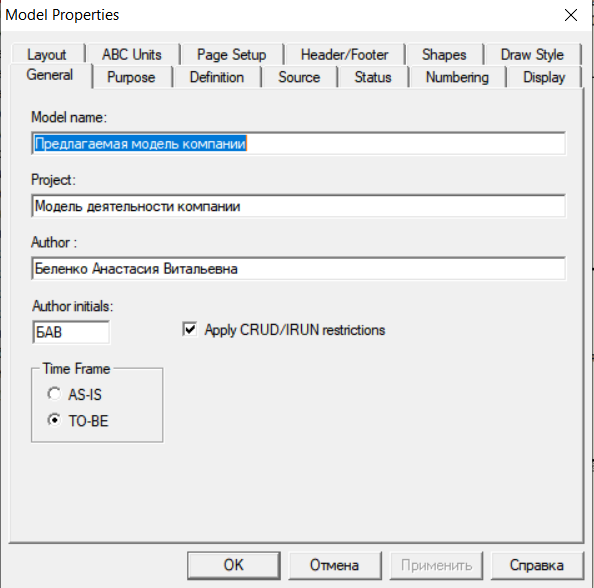 Model Properties
Layout ABC Units Page Setup Header/Footer Shapes Draw Style
General Purpose Definition Source Status Numbering Display
Model name:
Предлагаемая модель компании
Project:
Модель деятельности компании
Author :
Беленко Анастасия Витальевна
Author initials:
БАВ Apply CRUD/IRUN restrictions
Time Frame
AS-IS
TO-BE
OK Отмена Применить Справка